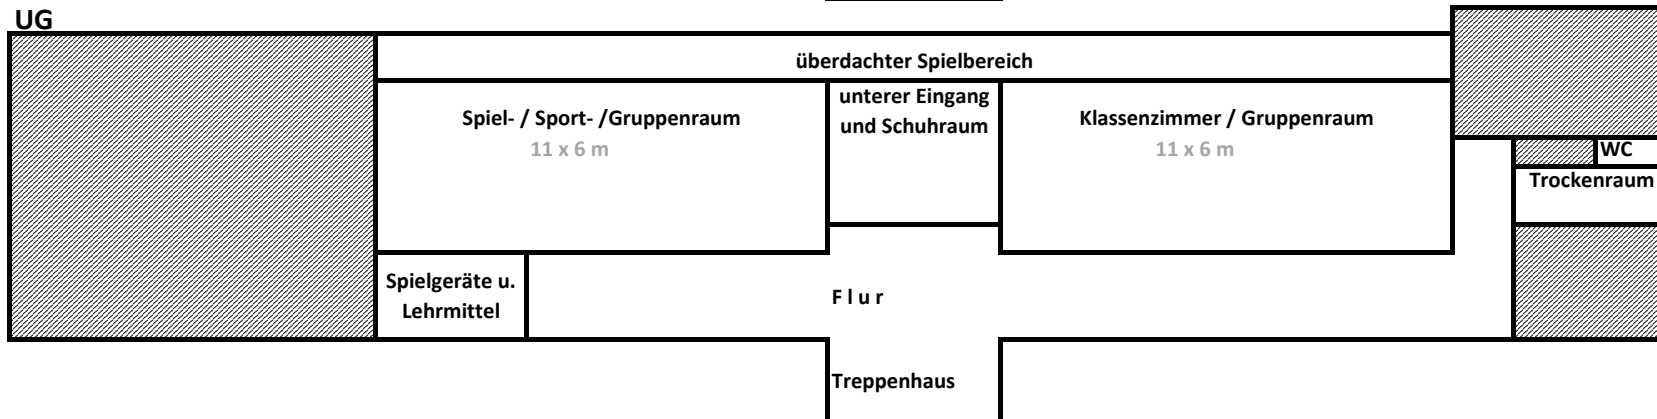 UG
überdachter Spielbereich
Spiel- / Sport- /Gruppenraum
11 x 6 m
unterer Eingang
und Schuhraum
Klassenzimmer / Gruppenraum
11 x 6 m
WC
Trockenraum
Spielgeräte u.
Lehrmittel
F l u r
Treppenhaus